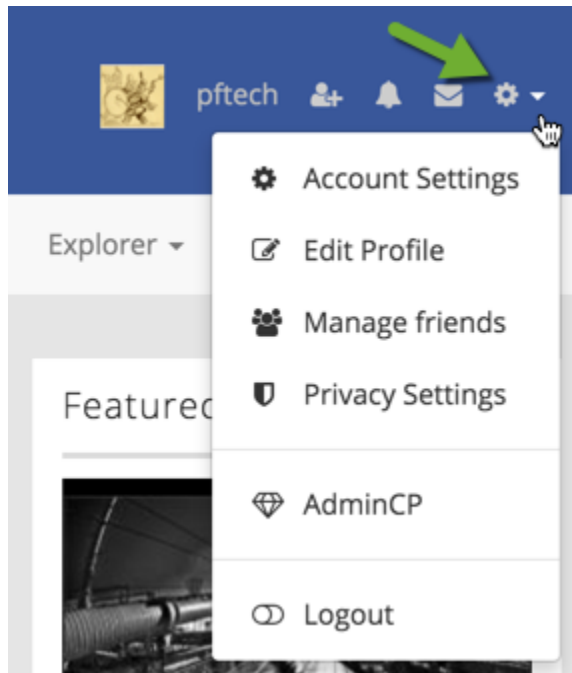 pftech
Account Settings
Explorer
Edit Profile
Manage friends
Privacy Settings
Featured
AdminCP
Logout